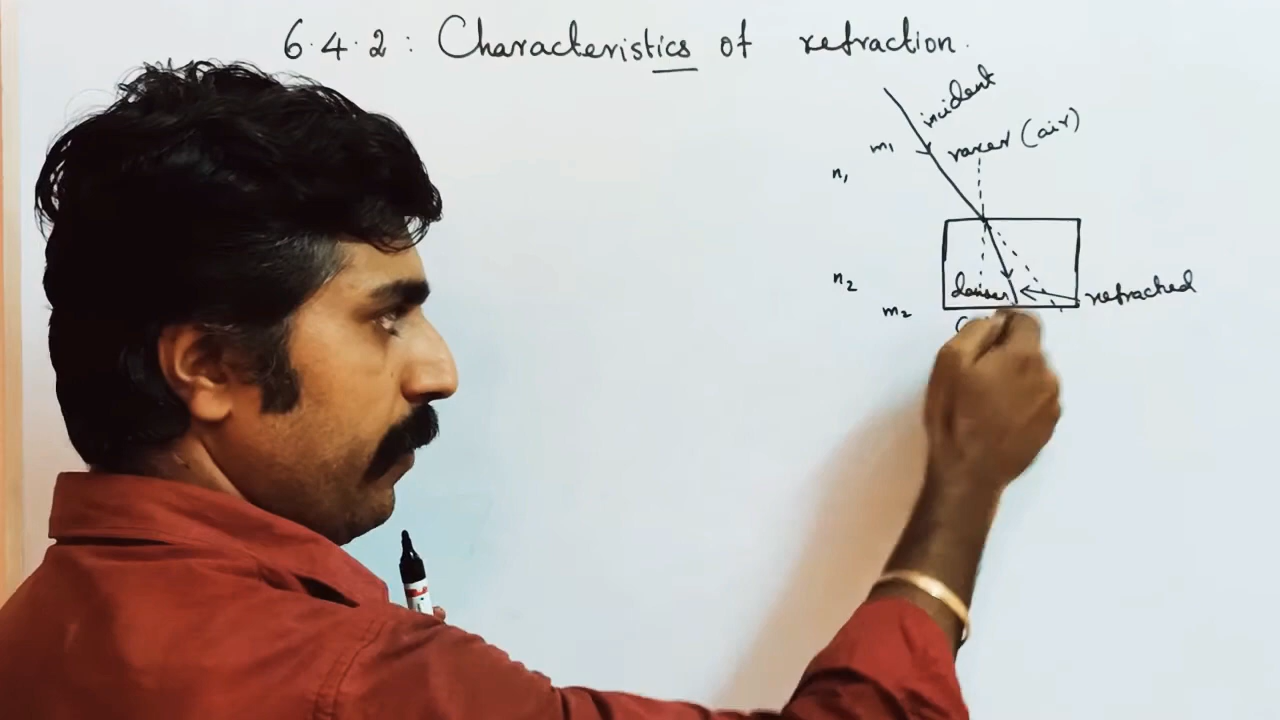 6.4.2 : Characteristics of refraction.
incident
rarer (air)
m₁
n₁
n₂
denser
refracted
m₂